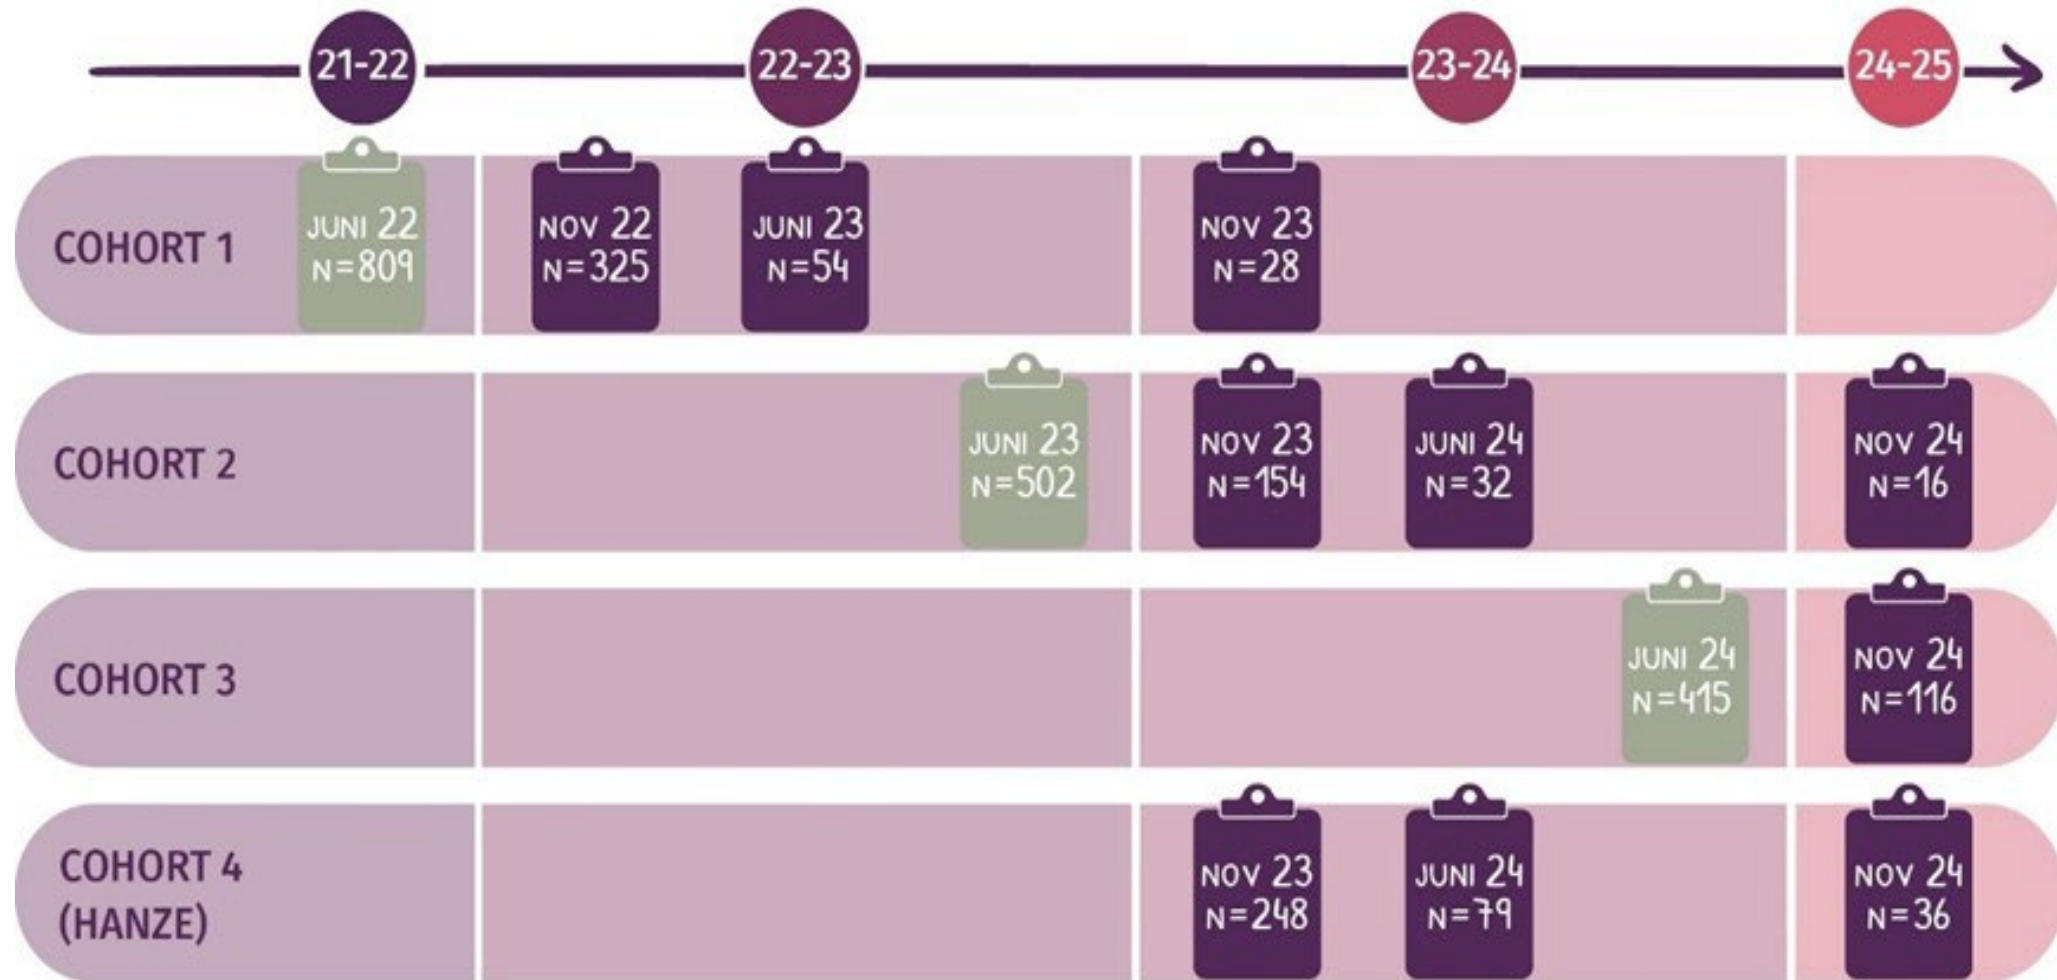 21-22
22-23
23-24
24-25
COHORT 1
JUNI 22
N=809
NOV 22
N=325
JUNI 23
N=54
NOV 23
N=28
COHORT 2
JUNI 23
N=502
NOV 23
N=154
JUNI 24
N=32
NOV 24
N=16
COHORT 3
JUNI 24
N=415
NOV 24
N=116
COHORT 4
(HANZE)
NOV 23
N=248
JUNI 24
N=79
NOV 24
N=36